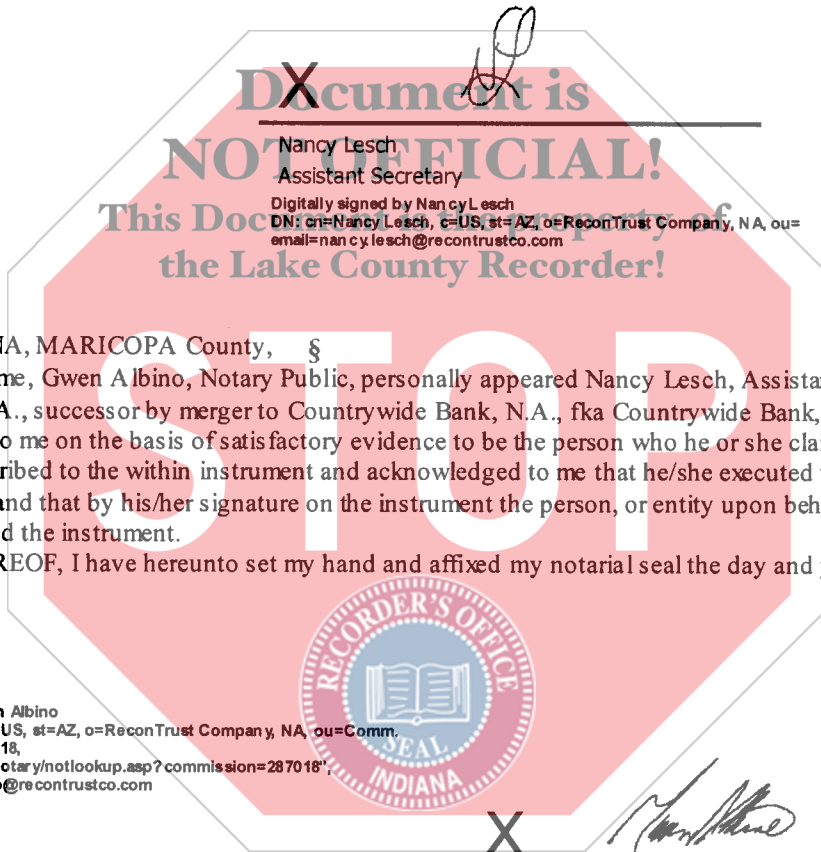 X
Document is
NOT OFFICIAL!
This Document is the property of
the Lake County Recorder!
Nancy Lesch
Assistant Secretary
Digitally signed by Nancy Lesch
DN: cn=Nancy Lesch, c=US, st=AZ, o=ReconTrust Company, NA, ou=
email=nancy.lesch@recontrustco.com
NA, MARICOPA County, §
me, Gwen Albino, Notary Public, personally appeared Nancy Lesch, Assista
A., successor by merger to Countrywide Bank, N.A., fka Countrywide Bank,
o me on the basis of satisfactory evidence to be the person who he or she clai
ribed to the within instrument and acknowledged to me that he/she executed
and that by his/her signature on the instrument the person, or entity upon beh
d the instrument.
REOF, I have hereunto set my hand and affixed my notarial seal the day and
STOP
RECORDER'S OFFICE
SEAL
INDIANA
n Albino
US, st=AZ, o=ReconTrust Company, NA, ou=Comm.
18,
otary/notlookup.asp?commission=287018",
o@recontrustco.com
X